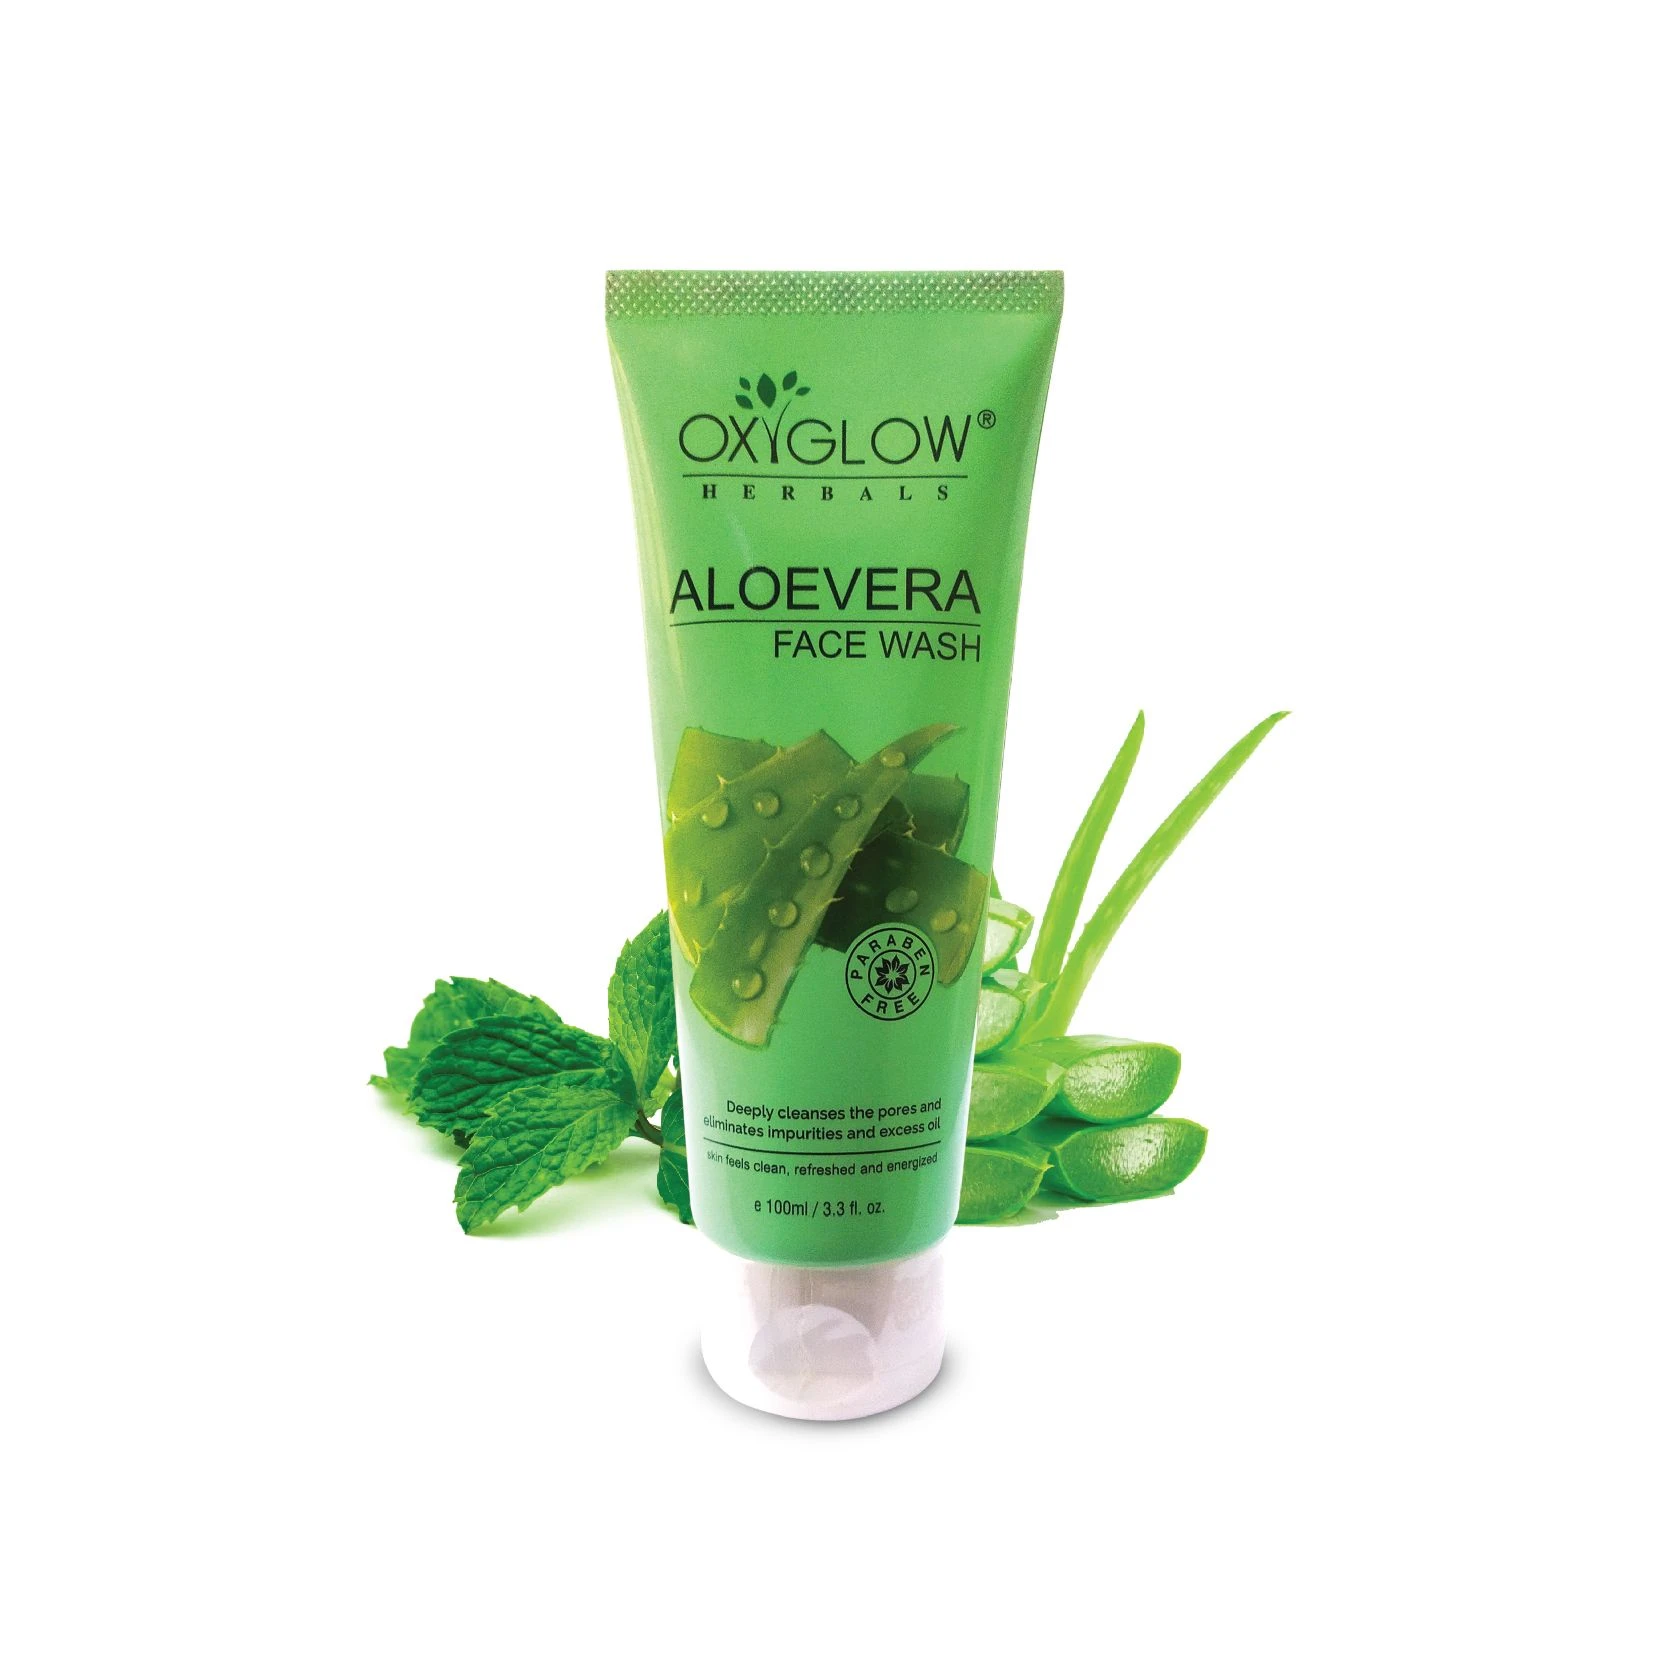 OXYGLOW®
HERBALS
ALOEVERA
FACE WASH
PARABEN
FREE
Deeply cleanses the pores and
eliminates impurities and excess oil
skin feels clean, refreshed and energized
e 100ml / 3.3 fl. oz.